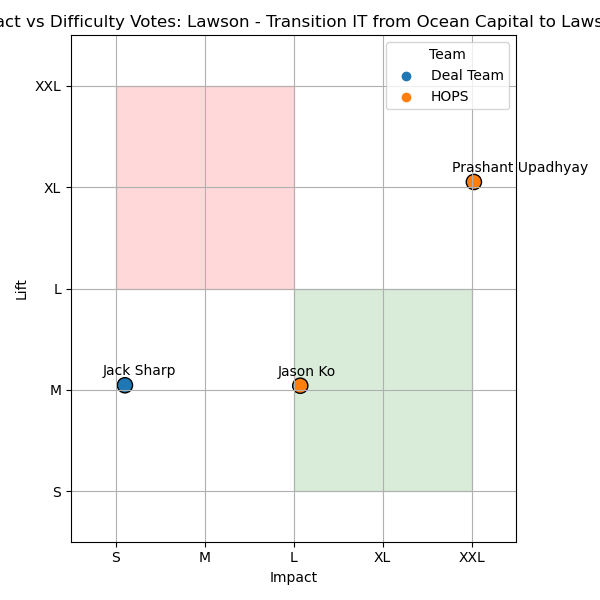 act vs Difficulty Votes: Lawson - Transition IT from Ocean Capital to Laws
Team
Deal Team
HOPS
XXL
XL
L
M
S
Lift
Prashant Upadhyay
Jack Sharp
Jason Ko
S M L XL XXL
Impact